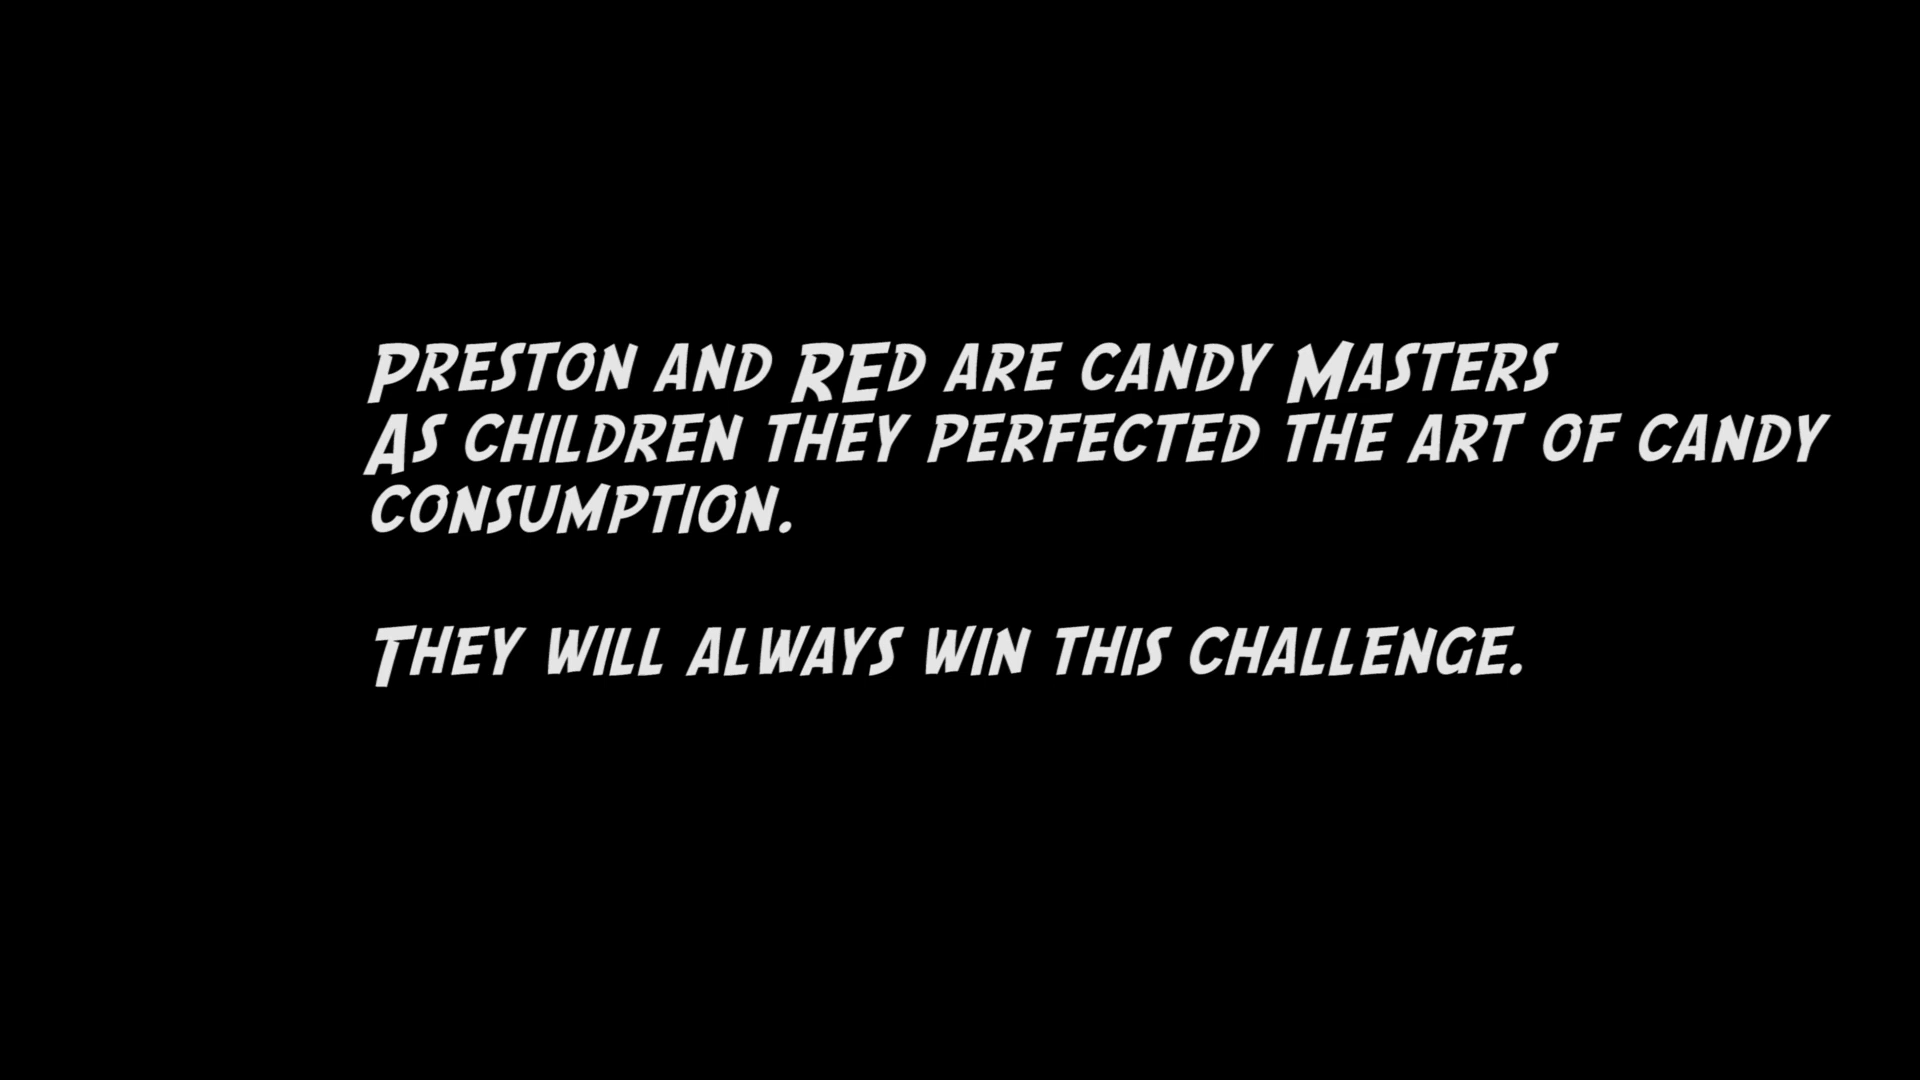 Preston and REd are candy Masters
As children they perfected the art of candy
consumption.
They will always win this challenge.